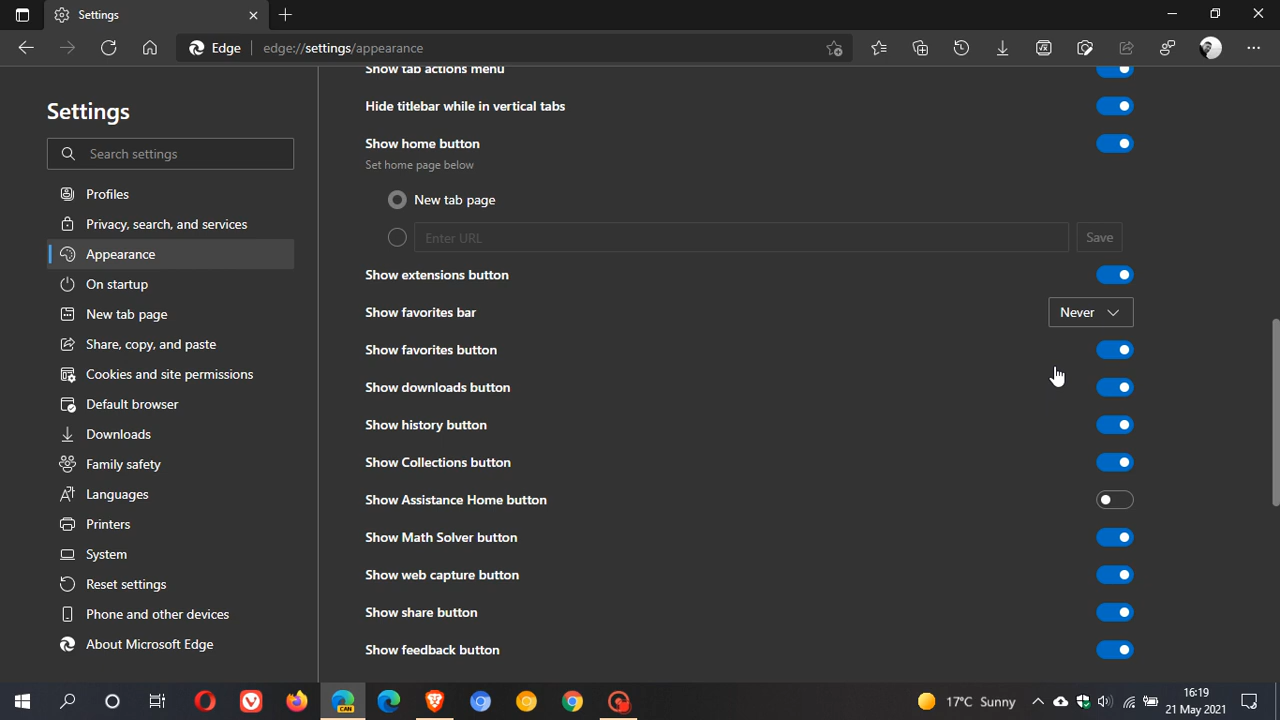 Settings
Edge edge://settings/appearance
Settings
Search settings
Profiles
Privacy, search, and services
Appearance
On startup
New tab page
Share, copy, and paste
Cookies and site permissions
Default browser
Downloads
Family safety
Languages
Printers
System
Reset settings
Phone and other devices
About Microsoft Edge
Show tab actions menu
Hide titlebar while in vertical tabs
Show home button
Set home page below
New tab page
Enter URL Save
Show extensions button
Show favorites bar Never
Show favorites button
Show downloads button
Show history button
Show Collections button
Show Assistance Home button
Show Math Solver button
Show web capture button
Show share button
Show feedback button
CAN
17°C Sunny
16:19
21 May 2021